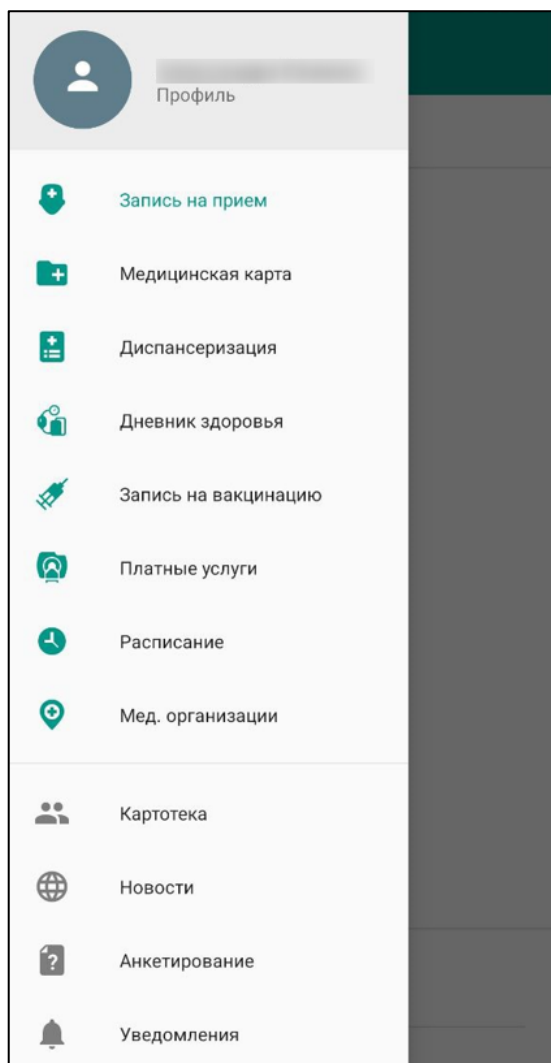 Профиль
Запись на прием
Медицинская карта
Диспансеризация
Дневник здоровья
Запись на вакцинацию
Платные услуги
Расписание
Мед. организации
Картотека
Новости
?
Анкетирование
Уведомления